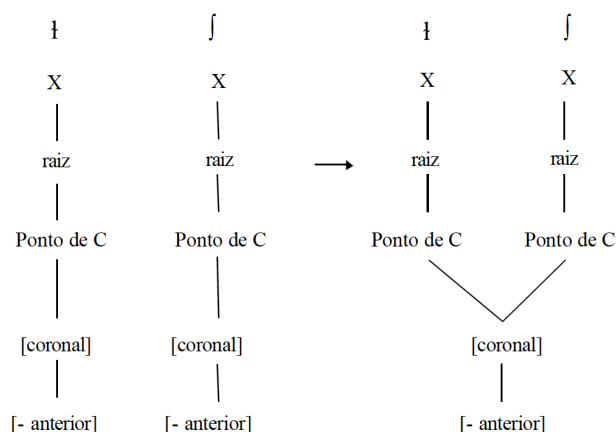 ɫ ʃ ɫ ʃ
X X X X
raiz raiz raiz raiz
Ponto de C Ponto de C Ponto de C Ponto de C
[coronal] [coronal] [coronal]
[- anterior] [- anterior] [- anterior]